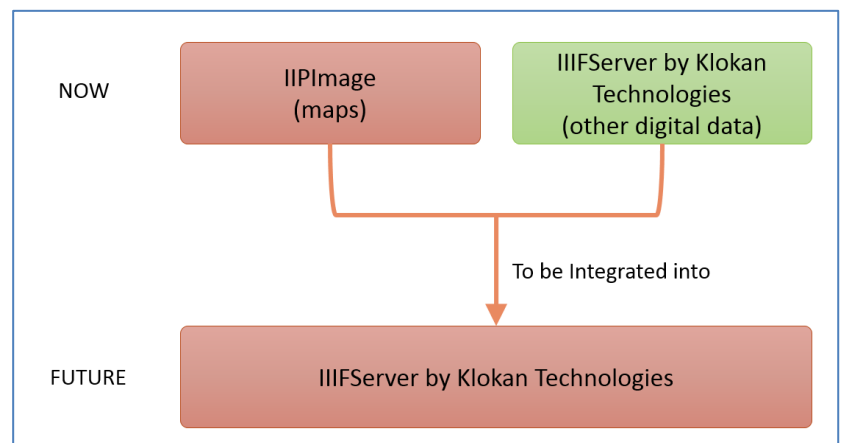 NOW
IIPImage
(maps)
IIIFServer by Klokan
Technologies
(other digital data)
To be Integrated into
FUTURE
IIIFServer by Klokan Technologies